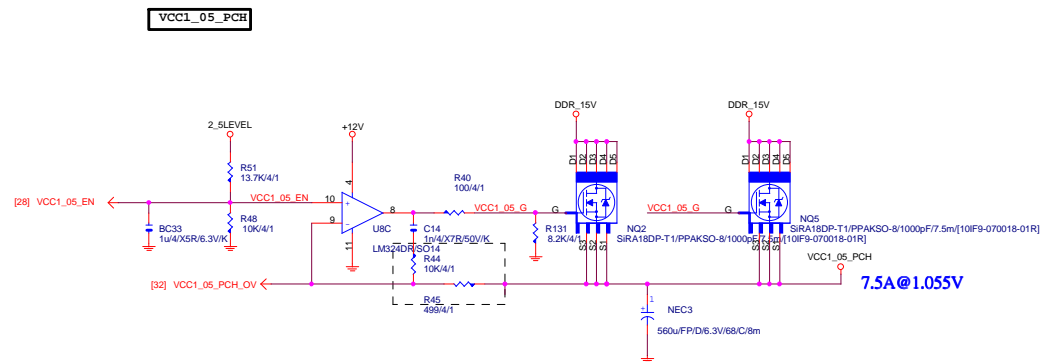 VCC1_05_PCH
DDR_15V
DDR_15V
2_5LEVEL
+12V
D1 D2 D3 D4 D5
D1 D2 D3 D4 D5
R51
13.7K/4/1
R40
100/4/1
[28] VCC1_05_EN
VCC1_05_EN
10
+
9
-
4
8
11
VCC1_05_G
G
VCC1_05_G
G
BC33
1u/4/X5R/6.3V/K
R48
10K/4/1
U8C
LM324DR/SO14
C14
1n/4/X7R/50V/K
R131
8.2K/4/1
S3 S2 S1
NQ2
SiRA18DP-T1/PPAKSO-8/1000pF/7.5m/[10IF9-070018-01R]
S3 S2 S1
NQ5
SiRA18DP-T1/PPAKSO-8/1000pF/7.5m/[10IF9-070018-01R]
R44
10K/4/1
VCC1_05_PCH
[32] VCC1_05_PCH_OV
R45
499/4/1
7.5A@1.055V
1
+
NEC3
560u/FP/D/6.3V/68/C/8m